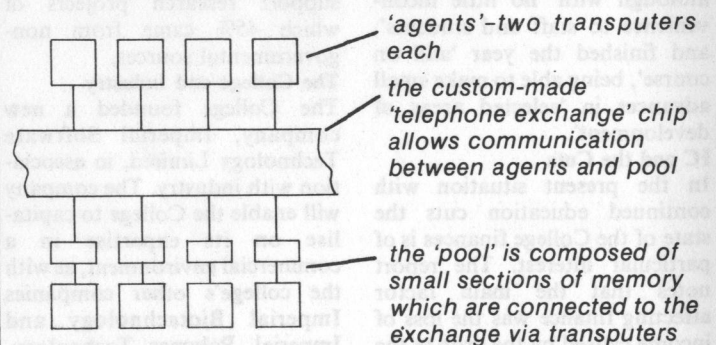 'agents'–two transputers
each
the custom-made
'telephone exchange' chip
allows communication
between agents and pool
the 'pool' is composed of
small sections of memory
which are connected to the
exchange via transputers